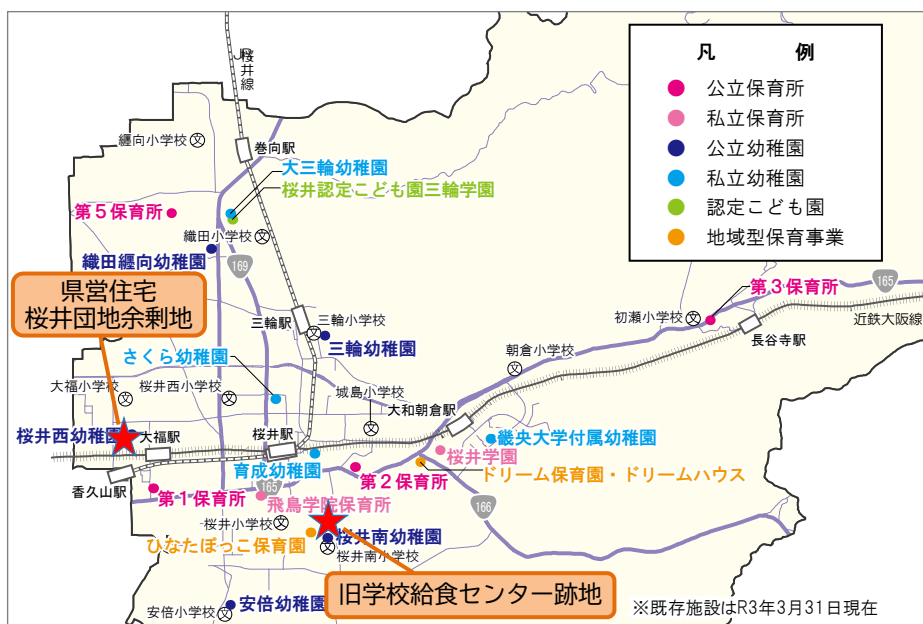 凡　　例
公立保育所
私立保育所
公立幼稚園
私立幼稚園
認定こども園
地域型保育事業
JR桜井線
纒向小学校
文
巻向駅
大三輪幼稚園
桜井認定こども園三輪学園
第５保育所
織田小学校
文
織田纒向幼稚園
169
県営住宅
桜井団地余剰地
165
第３保育所
初瀬小学校
文
近鉄大阪線
長谷寺駅
三輪駅
三輪小学校
文
三輪幼稚園
さくら幼稚園
朝倉小学校
文
大福小学校
文
桜井西小学校
文
城島小学校
文
大和朝倉駅
桜井西幼稚園
大福駅
桜井駅
畿央大学付属幼稚園
桜井学園
育成幼稚園
ドリーム保育園・ドリームハウス
香久山駅
第１保育所
165
第２保育所
飛鳥学院保育所
166
桜井小学校
文
桜井南幼稚園
ひなたぼっこ保育園
文
桜井南小学校
旧学校給食センター跡地
安倍小学校
文
安倍幼稚園
※既存施設はR3年3月31日現在